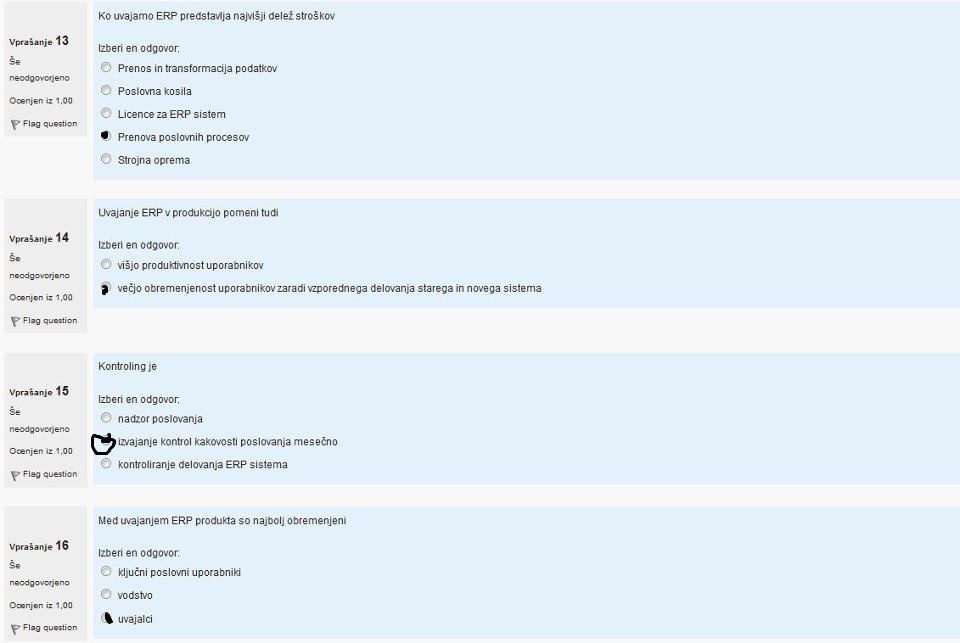 Vprašanje 13
Še
neodgovorjeno
Ocenjen iz 1,00
Flag question
Ko uvajamo ERP predstavlja najvišji delež stroškov
Izberi en odgovor:
Prenos in transformacija podatkov
Poslovna kosila
Licence za ERP sistem
Prenova poslovnih procesov
Strojna oprema
Vprašanje 14
Še
neodgovorjeno
Ocenjen iz 1,00
Flag question
Uvajanje ERP v produkcijo pomeni tudi
Izberi en odgovor:
višjo produktivnost uporabnikov
večjo obremenjenost uporabnikov zaradi vzporednega delovanja starega in novega sistema
Vprašanje 15
Še
neodgovorjeno
Ocenjen iz 1,00
Flag question
Kontroling je
Izberi en odgovor:
nadzor poslovanja
izvajanje kontrol kakovosti poslovanja mesečno
kontroliranje delovanja ERP sistema
Vprašanje 16
Še
neodgovorjeno
Ocenjen iz 1,00
Flag question
Med uvajanjem ERP produkta so najbolj obremenjeni
Izberi en odgovor:
ključni poslovni uporabniki
vodstvo
uvajalci